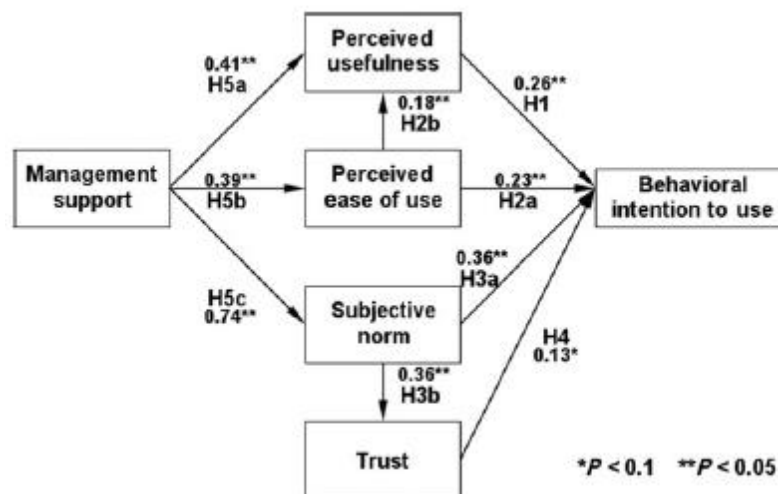 Perceived
usefulness
0.41**
H5a
0.26**
H1
0.18**
H2b
Management
support
0.39**
H5b
Perceived
ease of use
0.23**
H2a
Behavioral
intention to use
0.36**
H3a
H5c
0.74**
Subjective
norm
H4
0.13*
0.36**
H3b
Trust
*P < 0.1 **P < 0.05